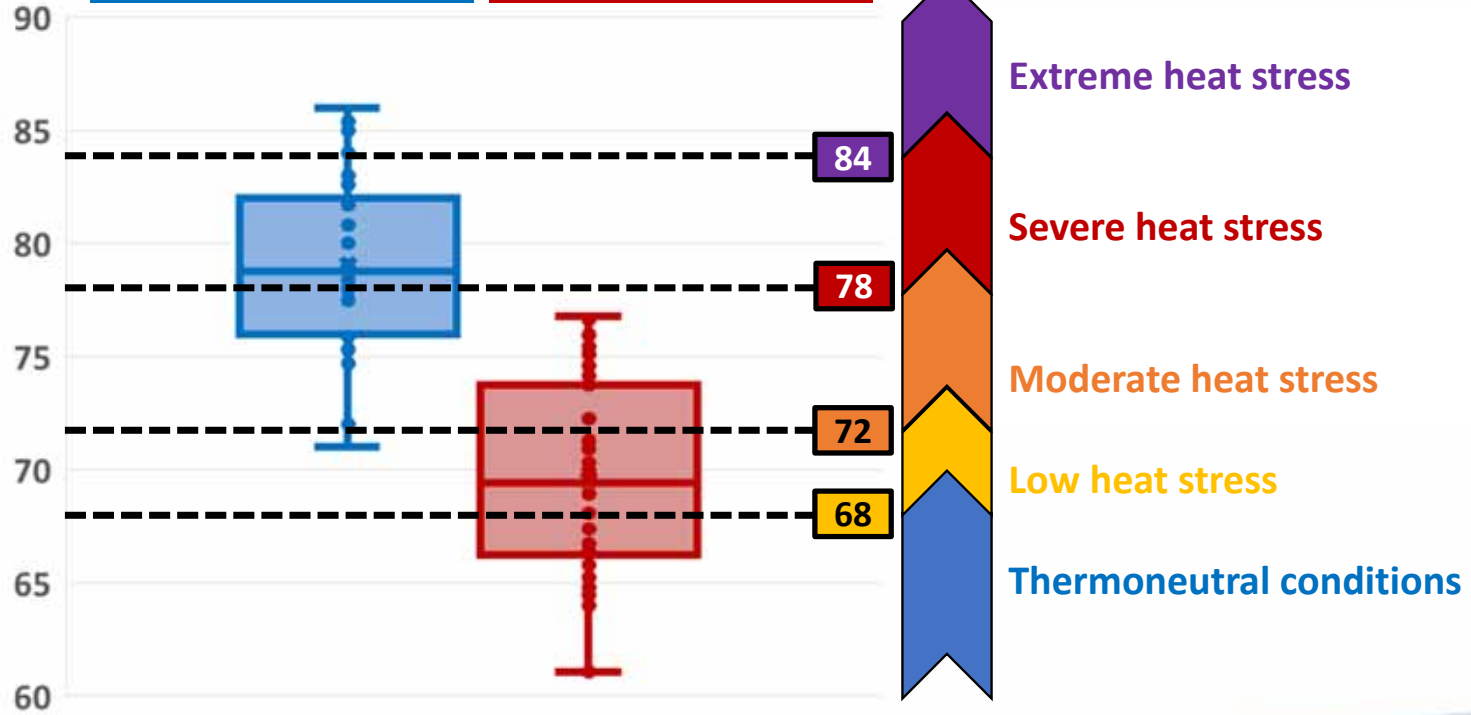 90
85
80
75
70
65
60
84
78
72
68
Extreme heat stress
Severe heat stress
Moderate heat stress
Low heat stress
Thermoneutral conditions